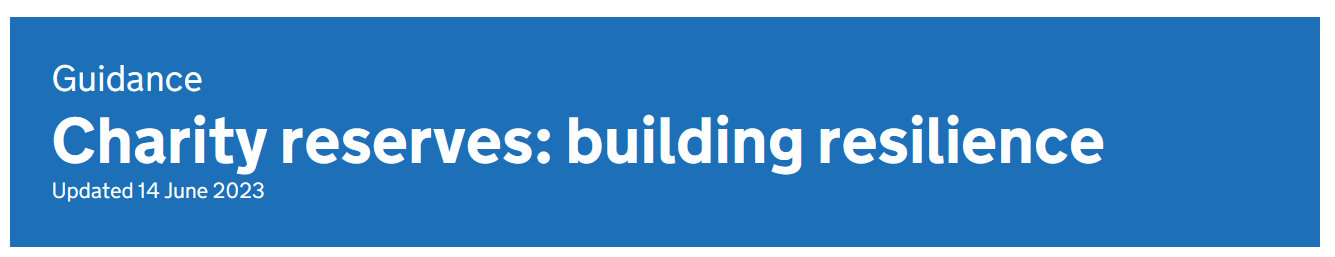 Guidance
Charity reserves: building resilience
Updated 14 June 2023